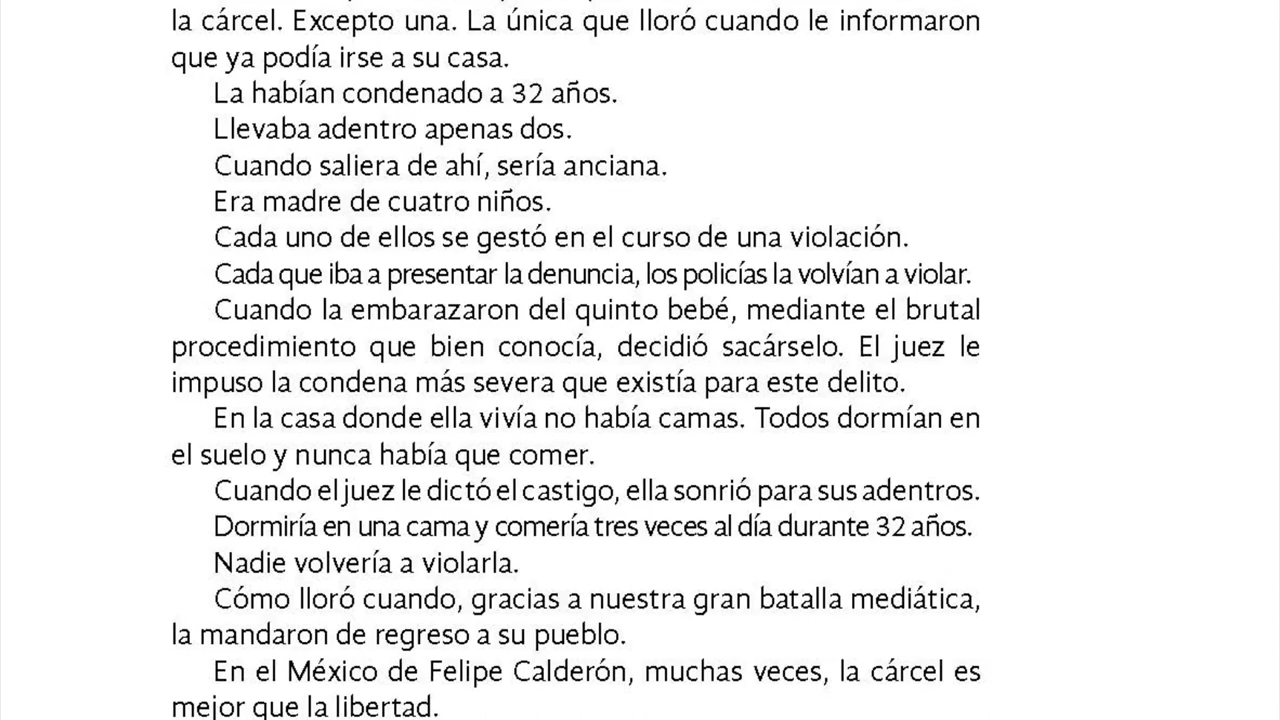 la cárcel. Excepto una. La única que lloró cuando le informaron
que ya podía irse a su casa.
La habían condenado a 32 años.
Llevaba adentro apenas dos.
Cuando saliera de ahí, sería anciana.
Era madre de cuatro niños.
Cada uno de ellos se gestó en el curso de una violación.
Cada que iba a presentar la denuncia, los policías la volvían a violar.
Cuando la embarazaron del quinto bebé, mediante el brutal
procedimiento que bien conocía, decidió sacárselo. El juez le
impuso la condena más severa que existía para este delito.
En la casa donde ella vivía no había camas. Todos dormían en
el suelo y nunca había que comer.
Cuando el juez le dictó el castigo, ella sonrió para sus adentros.
Dormiría en una cama y comería tres veces al día durante 32 años.
Nadie volvería a violarla.
Cómo lloró cuando, gracias a nuestra gran batalla mediática,
la mandaron de regreso a su pueblo.
En el México de Felipe Calderón, muchas veces, la cárcel es
mejor que la libertad.